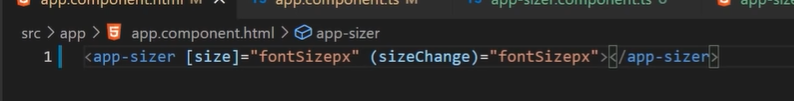 app.component.html M
app.component.ts M
app-sizer.component.ts U
src > app > app.component.html > app-sizer
1 <app-sizer [size]="fontSizepx" (sizeChange)="fontSizepx"></app-sizer>